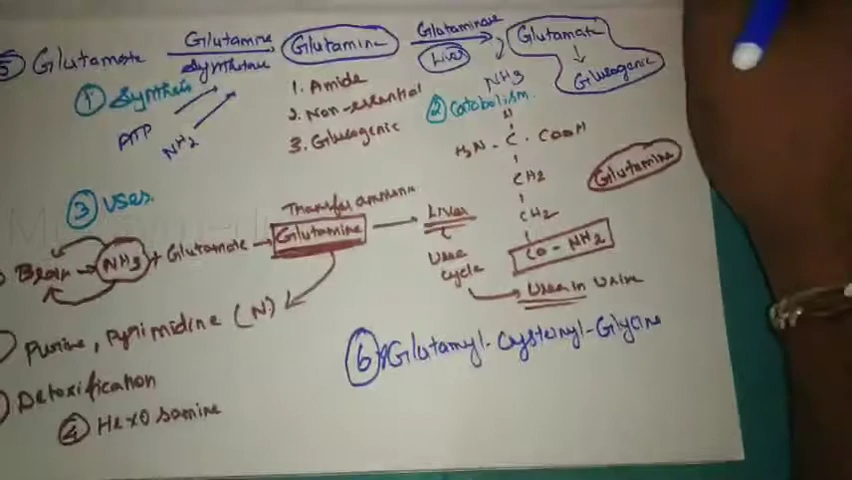 5 Glutamate Glutamine Synthetase Glutamine Glutaminase Liver Glutamate
Glucogenic
NH3
1 Synthesis
ATP
NH2
1. Amide
2. Non-essential
3. Glucogenic
2 Catabolism
H
H2N - C - COOH
CH2
CH2
CO - NH2
Glutamine
3 Uses
Transfer ammonia
Brain → NH3 + Glutamate → Glutamine → Liver
Urea cycle
Urea in Urine
Purine, pyrimidine (N)
Detoxification
4 Hexosamine
6 Glutamyl-cysteinyl-Glycine